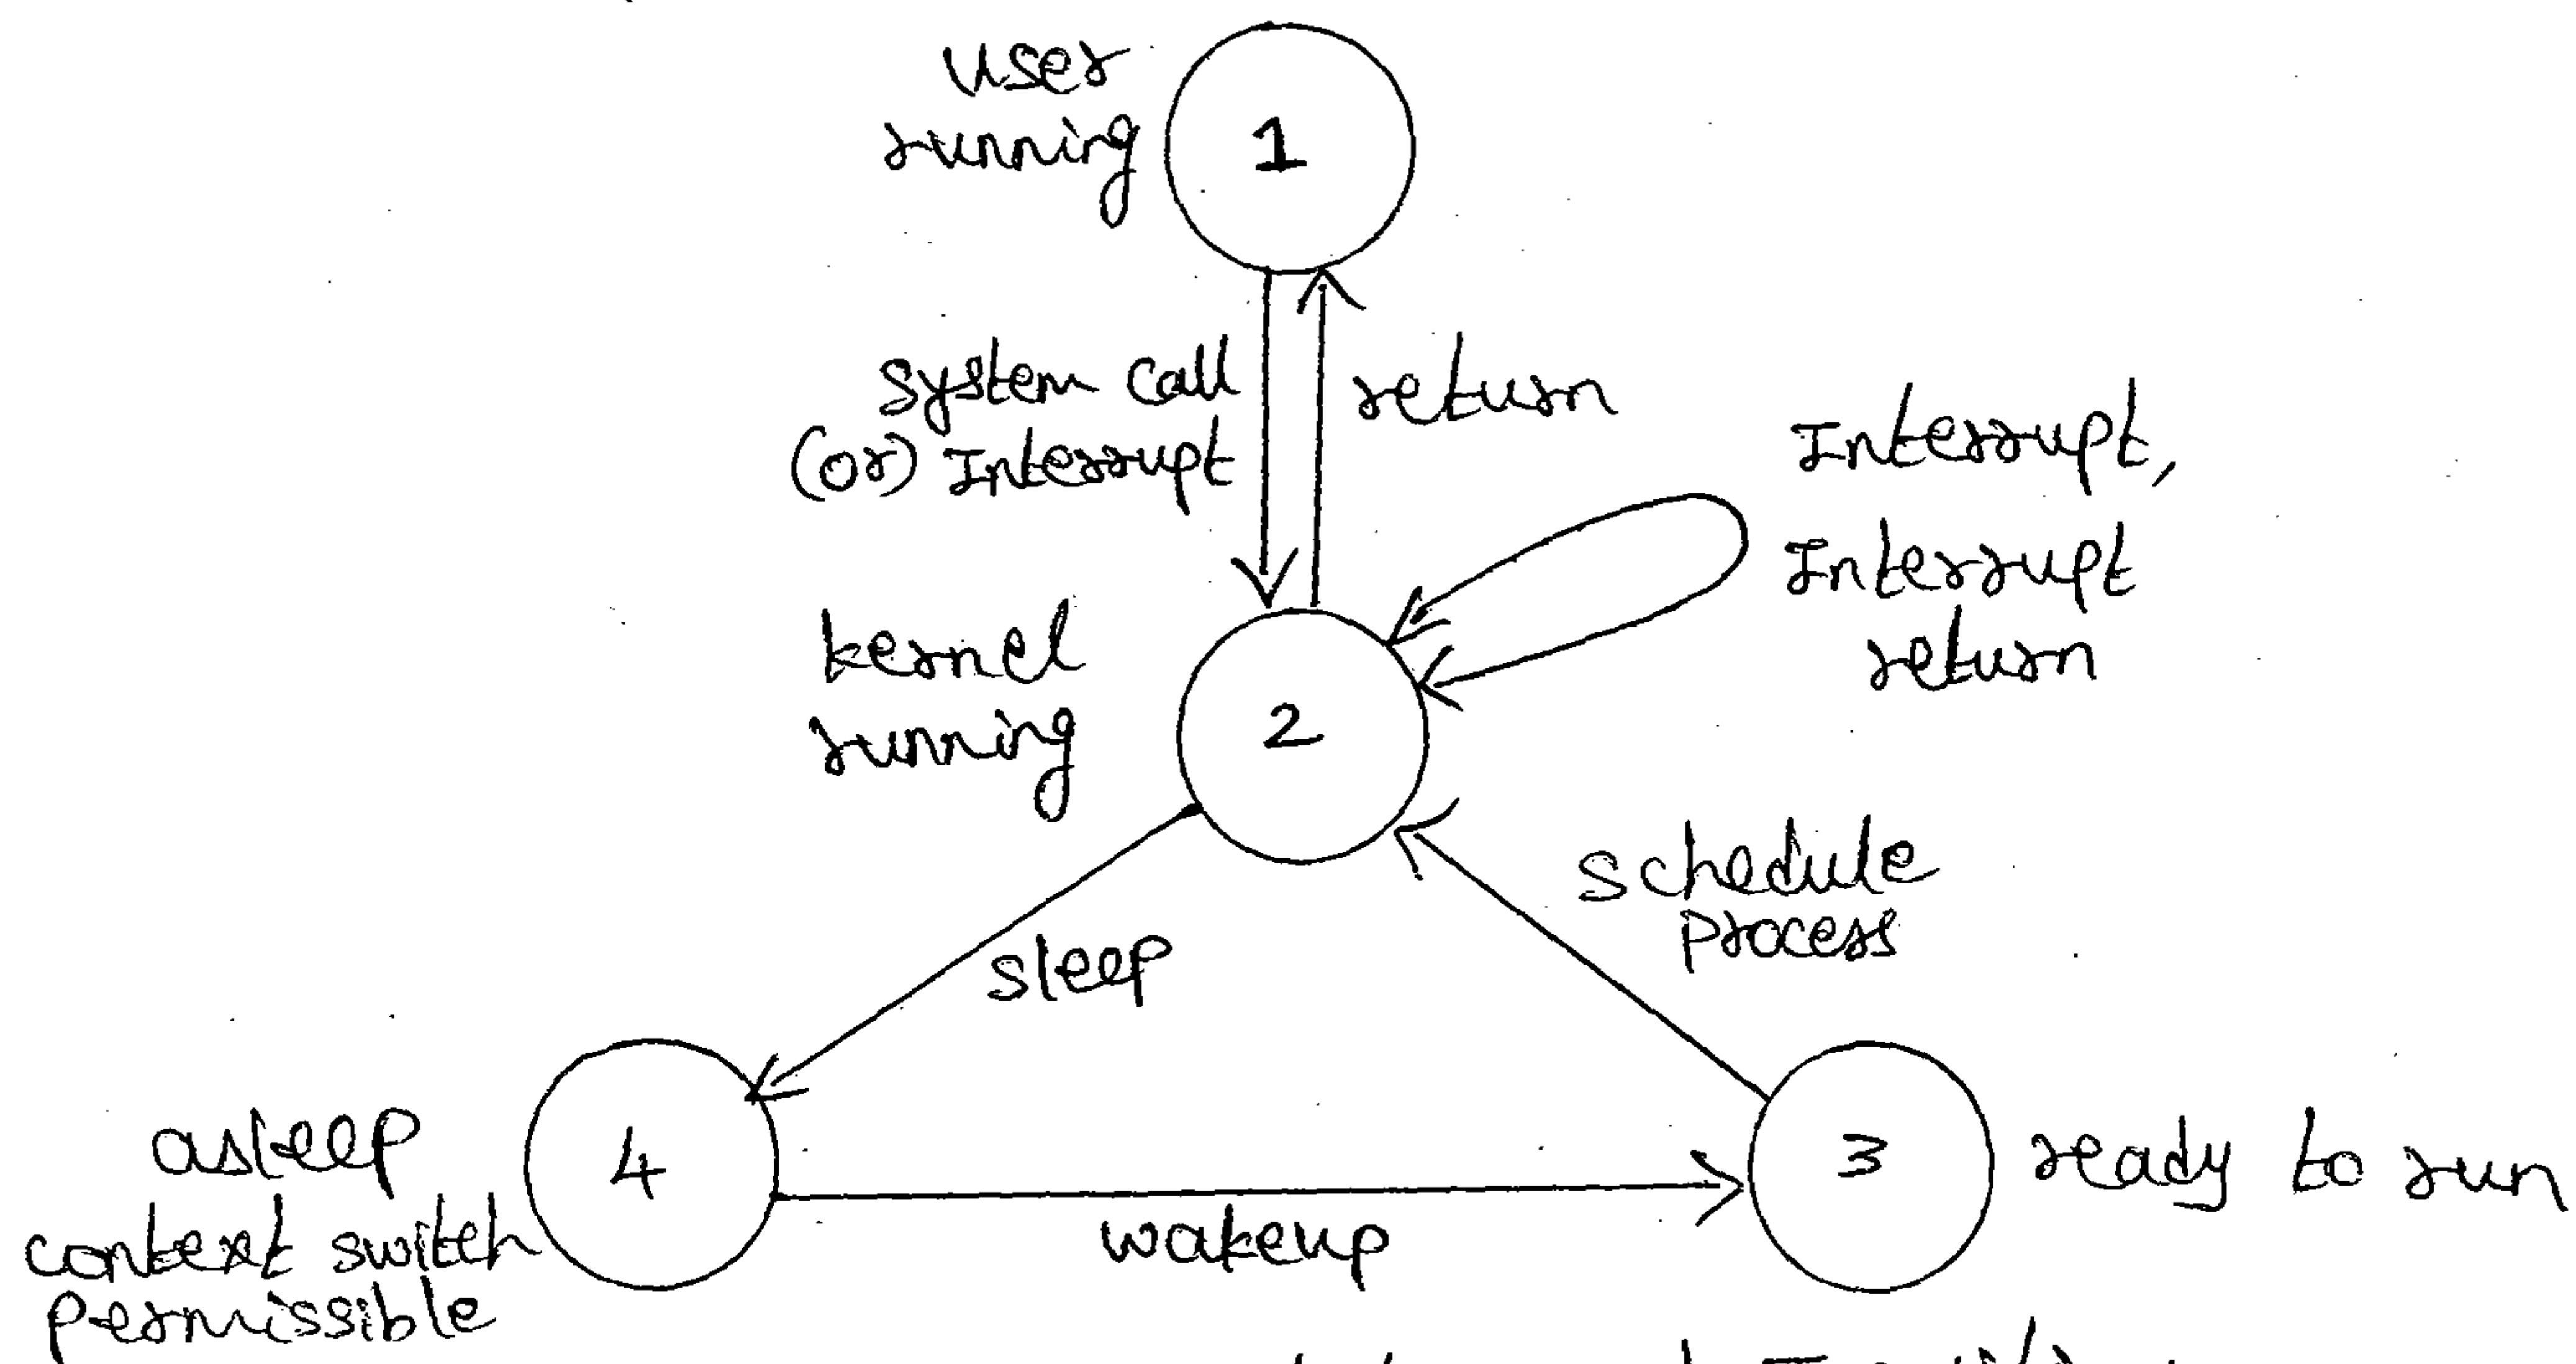 user
running
1
system call
(or) Interrupt
return
Interrupt,
Interrupt
return
kernel
running
2
schedule
process
sleep
asleep
context switch
permissible
4
wakeup
3
ready to run